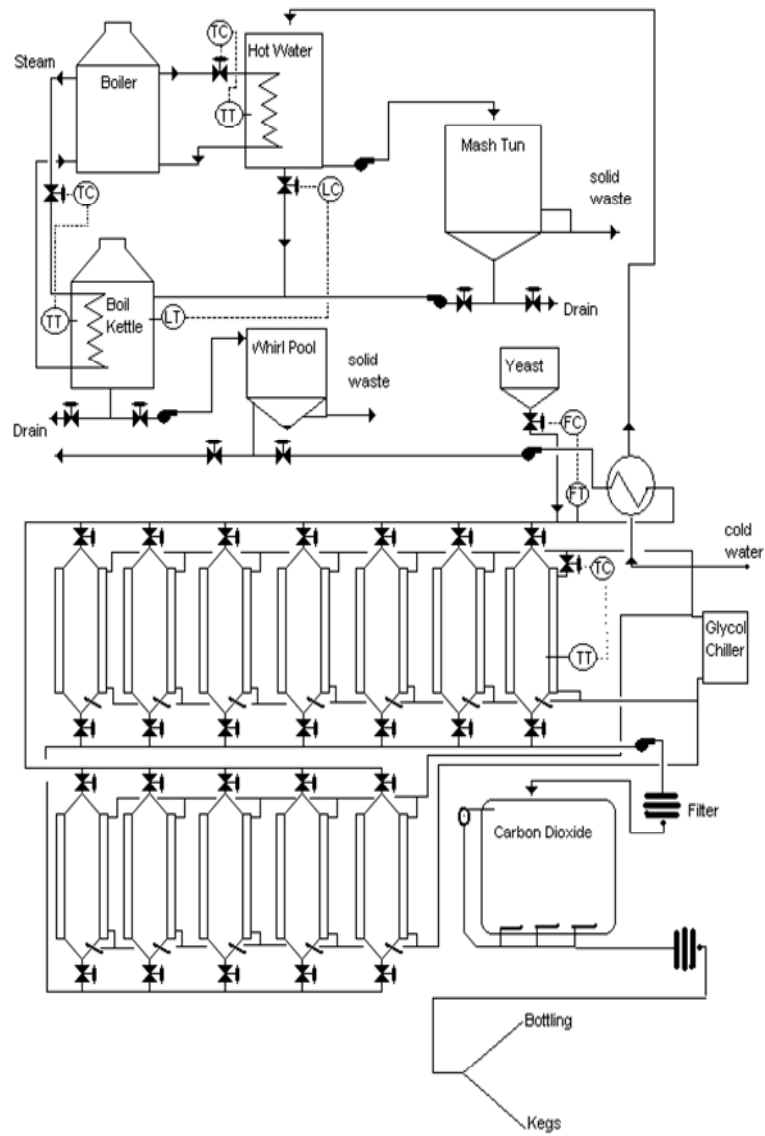 TC
Hot Water
Steam
Boiler
TT
Mash Tun
solid
waste
TC
LC
Boil
Kettle
TT
LT
Drain
Whirl Pool
solid
waste
Yeast
Drain
FC
FT
cold
water
TC
Glycol
Chiller
TT
Carbon Dioxide
Filter
Bottling
Kegs